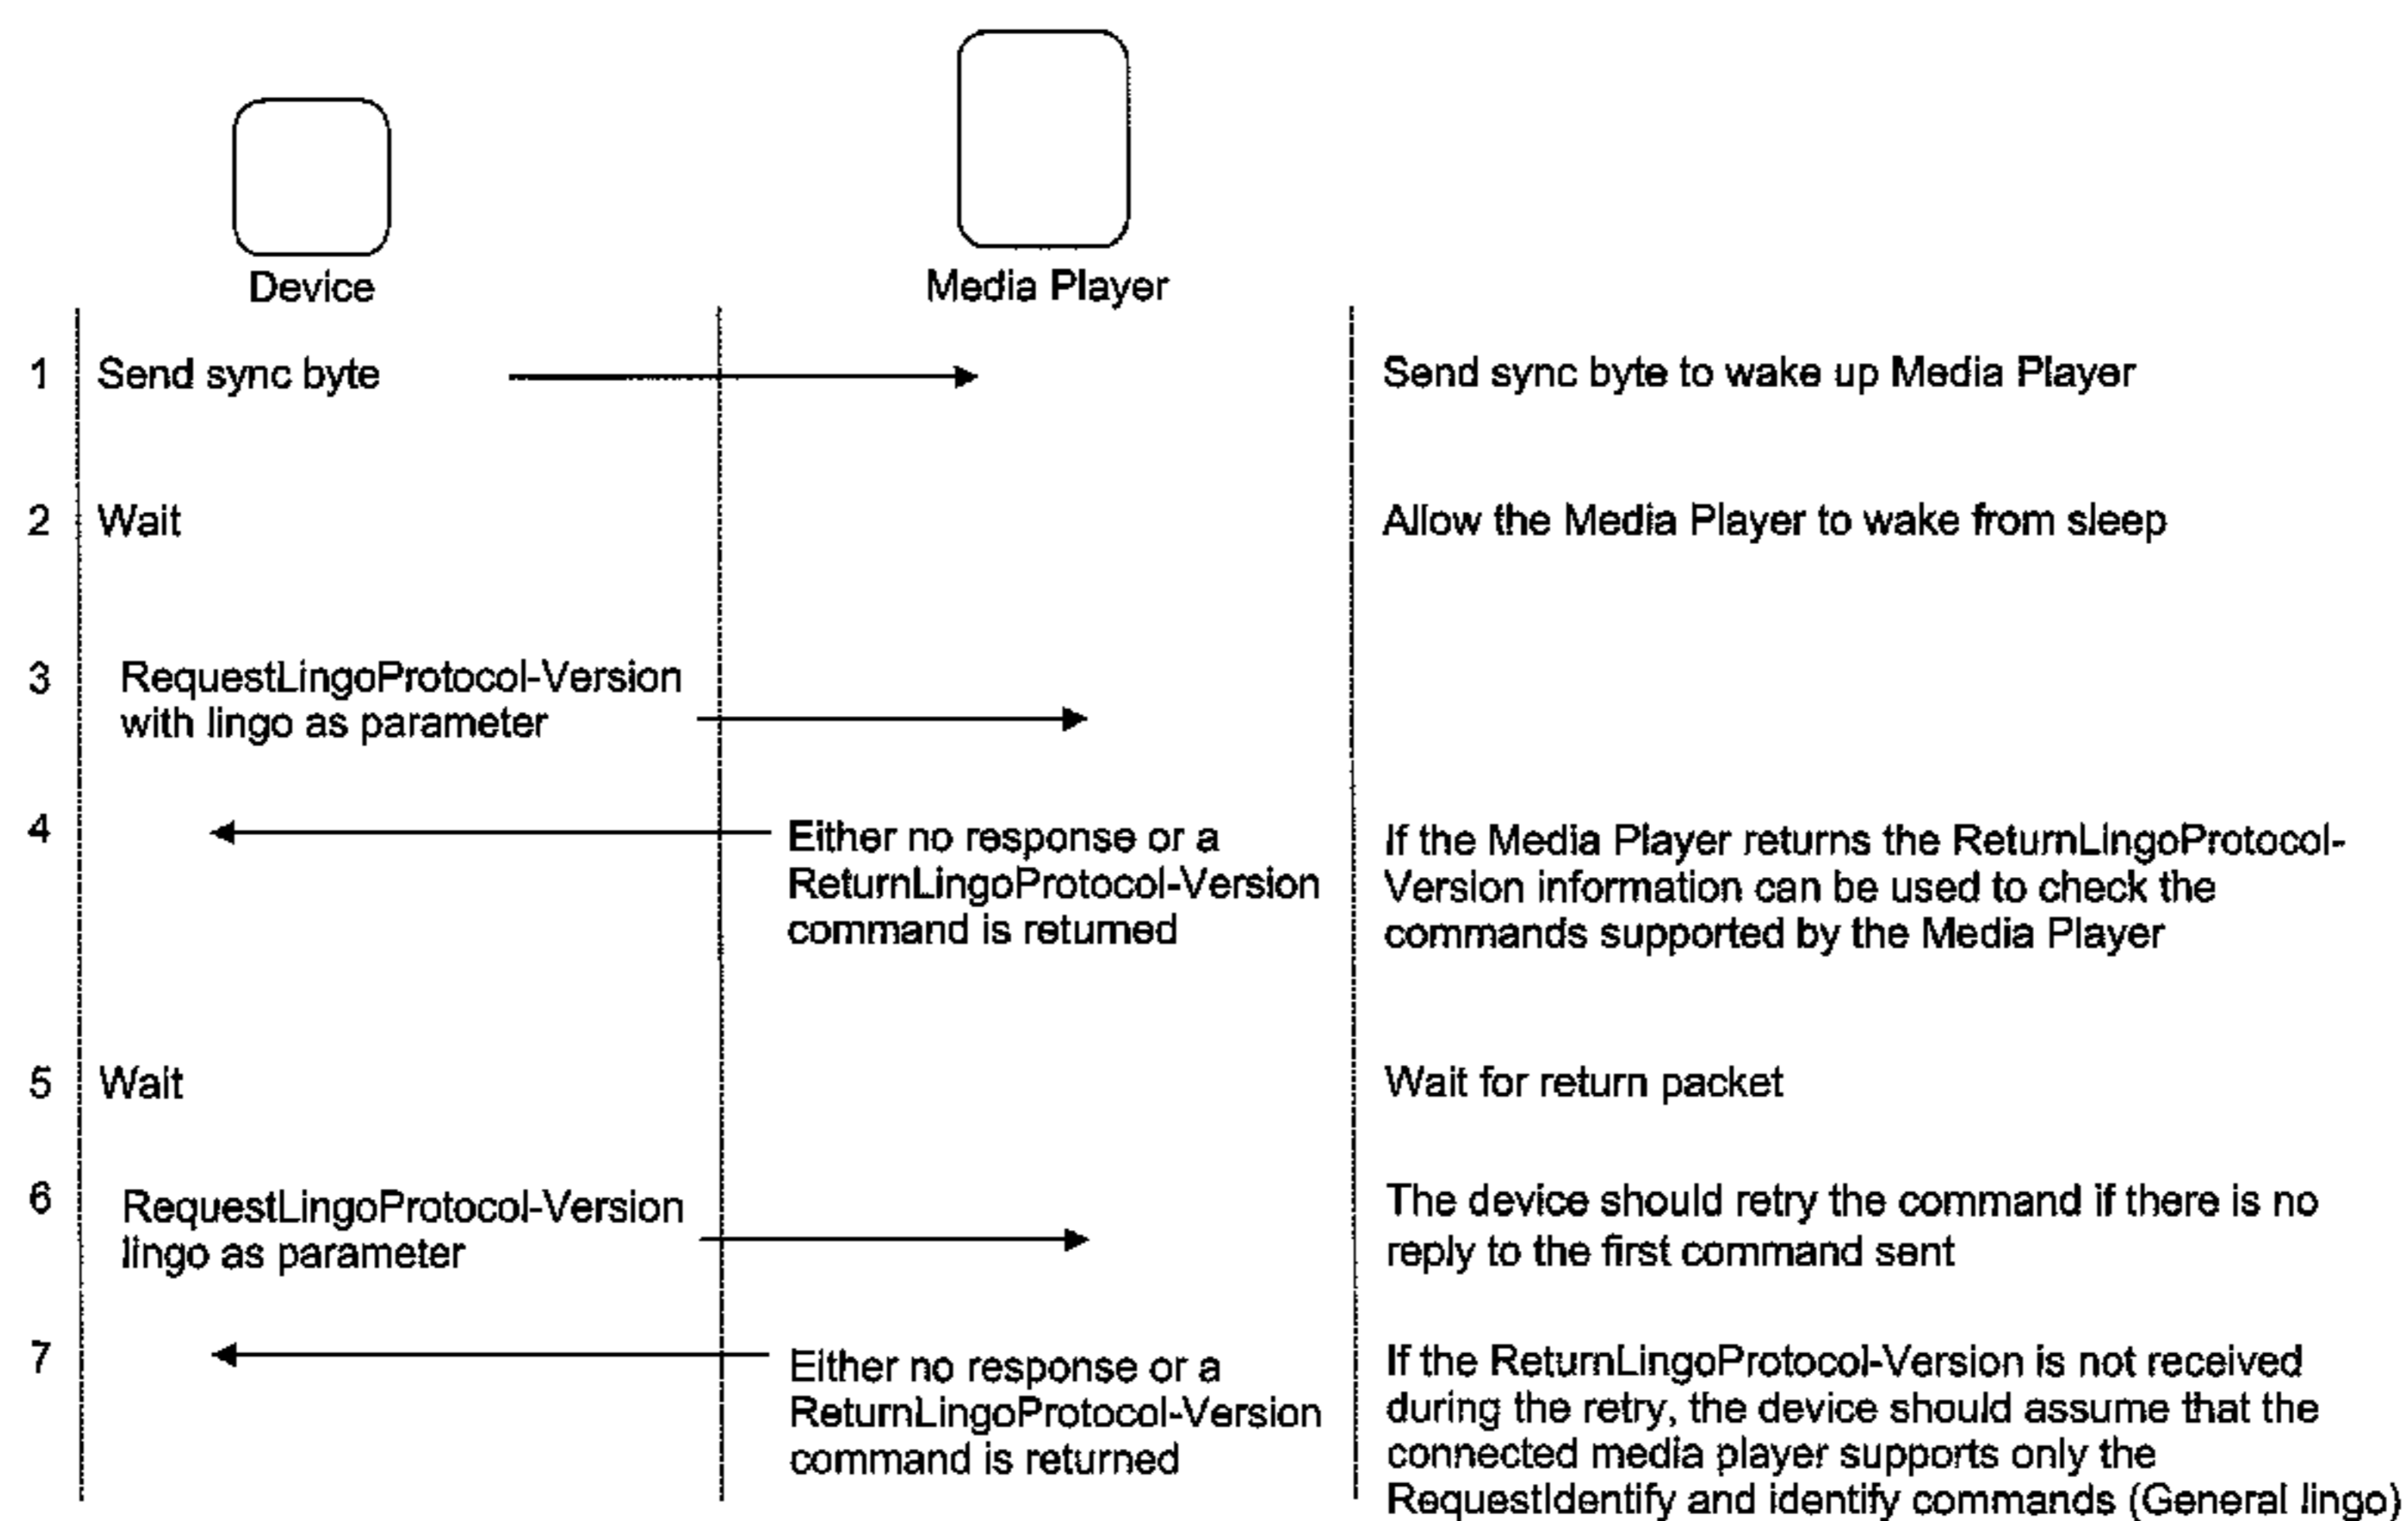 Device
Media Player
1 Send sync byte
Send sync byte to wake up Media Player
2 Wait
Allow the Media Player to wake from sleep
3 RequestLingoProtocol-Version
with lingo as parameter
4 Either no response or a
ReturnLingoProtocol-Version
command is returned
If the Media Player returns the ReturnLingoProtocol-
Version information can be used to check the
commands supported by the Media Player
5 Wait
Wait for return packet
6 RequestLingoProtocol-Version
lingo as parameter
The device should retry the command if there is no
reply to the first command sent
7 Either no response or a
ReturnLingoProtocol-Version
command is returned
If the ReturnLingoProtocol-Version is not received
during the retry, the device should assume that the
connected media player supports only the
RequestIdentify and identify commands (General lingo)